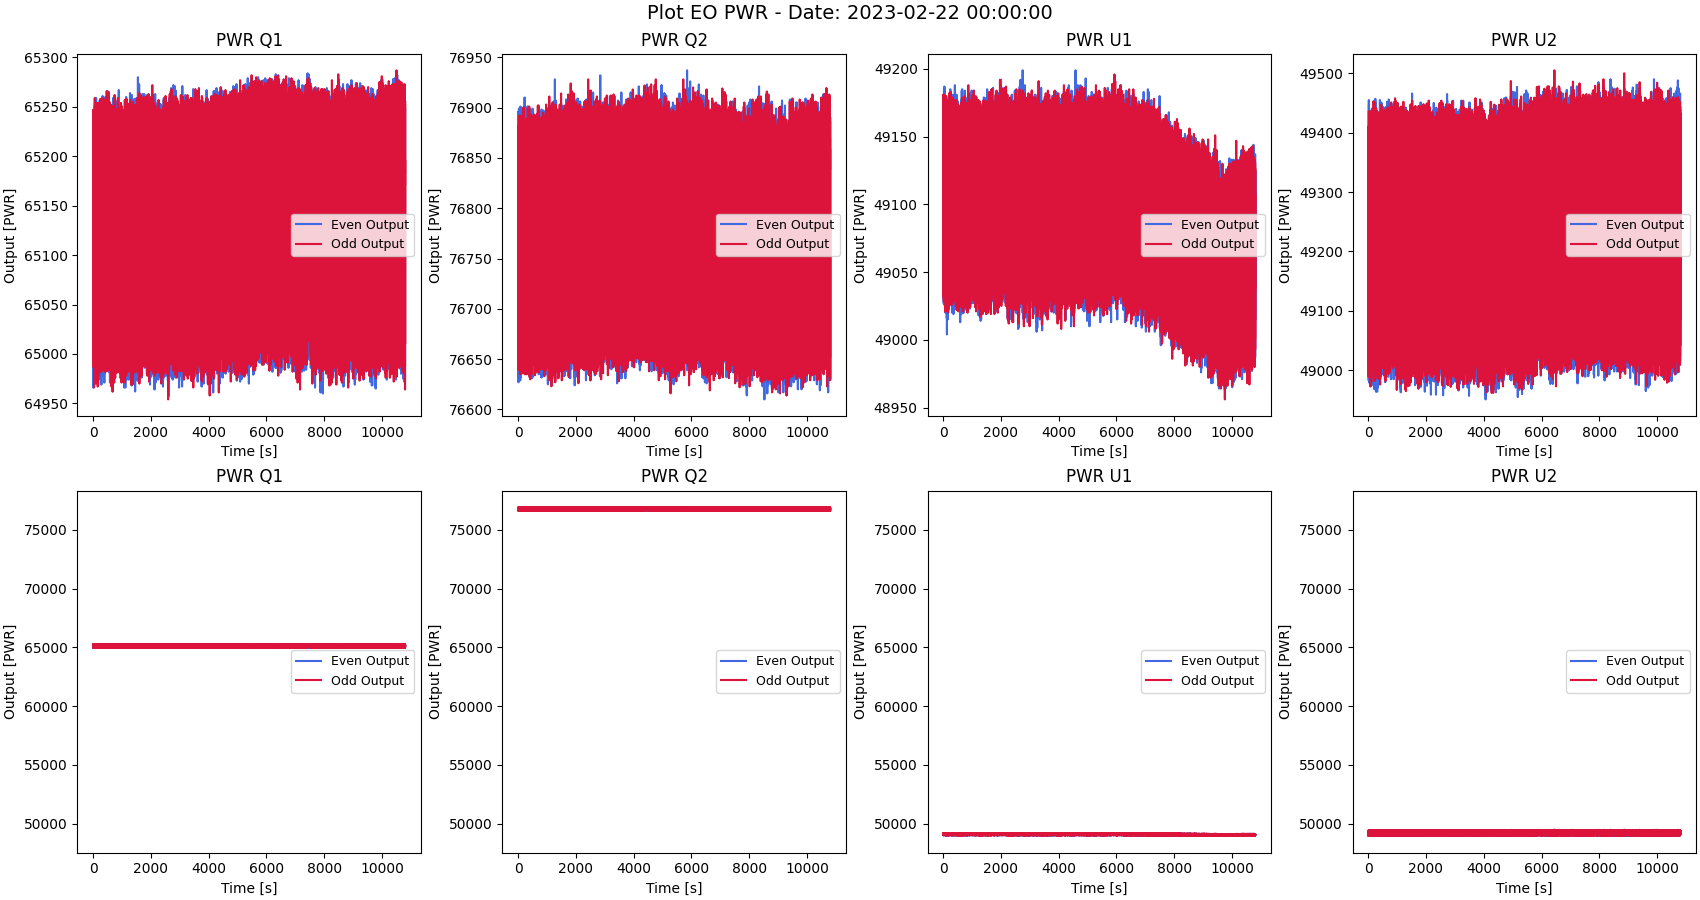 Plot EO PWR - Date: 2023-02-22 00:00:00
PWR Q1
Output [PWR]
65300
65250
65200
65150
65100
65050
65000
64950
0 2000 4000 6000 8000 10000
Time [s]
Even Output
Odd Output
PWR Q2
Output [PWR]
76950
76900
76850
76800
76750
76700
76650
76600
0 2000 4000 6000 8000 10000
Time [s]
Even Output
Odd Output
PWR U1
Output [PWR]
49200
49150
49100
49050
49000
48950
0 2000 4000 6000 8000 10000
Time [s]
Even Output
Odd Output
PWR U2
Output [PWR]
49500
49400
49300
49200
49100
49000
0 2000 4000 6000 8000 10000
Time [s]
Even Output
Odd Output
PWR Q1
Output [PWR]
75000
70000
65000
60000
55000
50000
0 2000 4000 6000 8000 10000
Time [s]
Even Output
Odd Output
PWR Q2
Output [PWR]
75000
70000
65000
60000
55000
50000
0 2000 4000 6000 8000 10000
Time [s]
Even Output
Odd Output
PWR U1
Output [PWR]
75000
70000
65000
60000
55000
50000
0 2000 4000 6000 8000 10000
Time [s]
Even Output
Odd Output
PWR U2
Output [PWR]
75000
70000
65000
60000
55000
50000
0 2000 4000 6000 8000 10000
Time [s]
Even Output
Odd Output